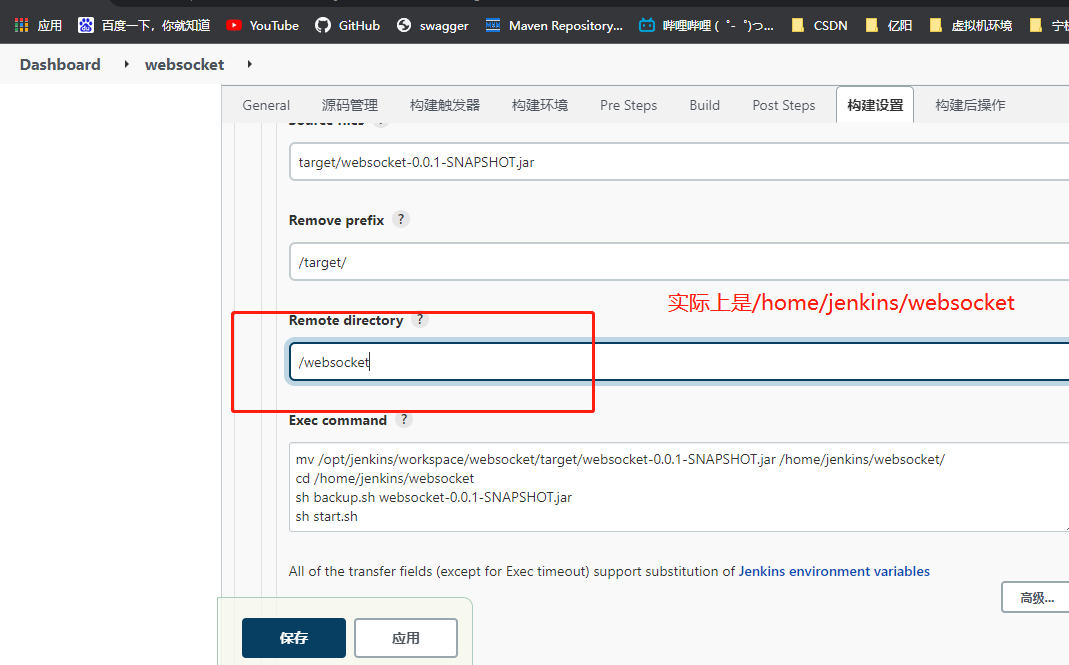 应用 百度一下，你就知道 YouTube GitHub swagger Maven Repository... 哔哩哔哩 ( ゜- ゜)つ... CSDN 亿阳 虚拟机环境
Dashboard websocket
General 源码管理 构建触发器 构建环境 Pre Steps Build Post Steps 构建设置 构建后操作
Source files
target/websocket-0.0.1-SNAPSHOT.jar
Remove prefix ?
/target/
实际上是/home/jenkins/websocket
Remote directory ?
/websocket
Exec command ?
mv /opt/jenkins/workspace/websocket/target/websocket-0.0.1-SNAPSHOT.jar /home/jenkins/websocket/
cd /home/jenkins/websocket
sh backup.sh websocket-0.0.1-SNAPSHOT.jar
sh start.sh
All of the transfer fields (except for Exec timeout) support substitution of Jenkins environment variables
高级...
保存 应用